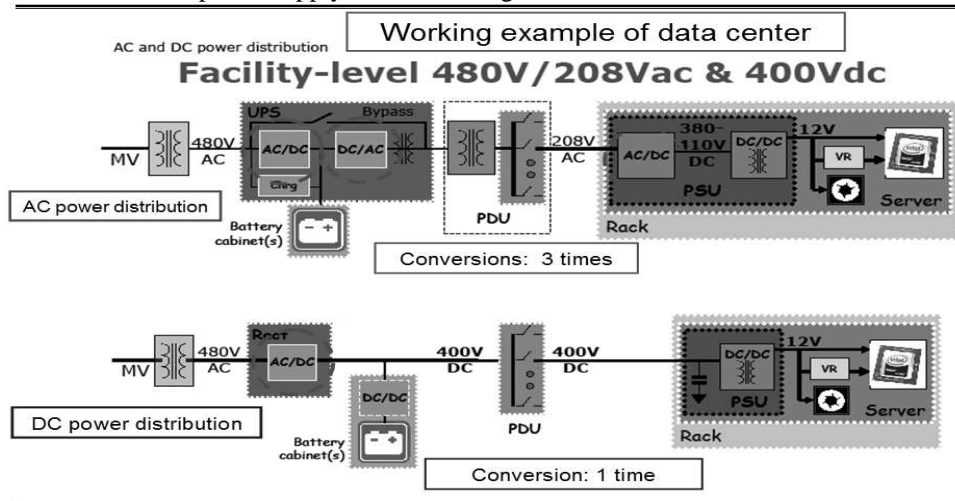 Working example of data center
AC and DC power distribution
Facility-level 480V/208Vac & 400Vdc
UPS
Bypass
MV
480V
AC
AC/DC
DC/AC
Chrg
208V
AC
AC/DC
380-
410V
DC
DC/DC
PSU
12V
VR
Server
Rack
AC power distribution
Battery
cabinet(s)
PDU
Conversions: 3 times
MV
480V
AC
Rect
AC/DC
DC/DC
400V
DC
400V
DC
PDU
DC/DC
PSU
12V
VR
Server
Rack
DC power distribution
Battery
cabinet(s)
Conversion: 1 time